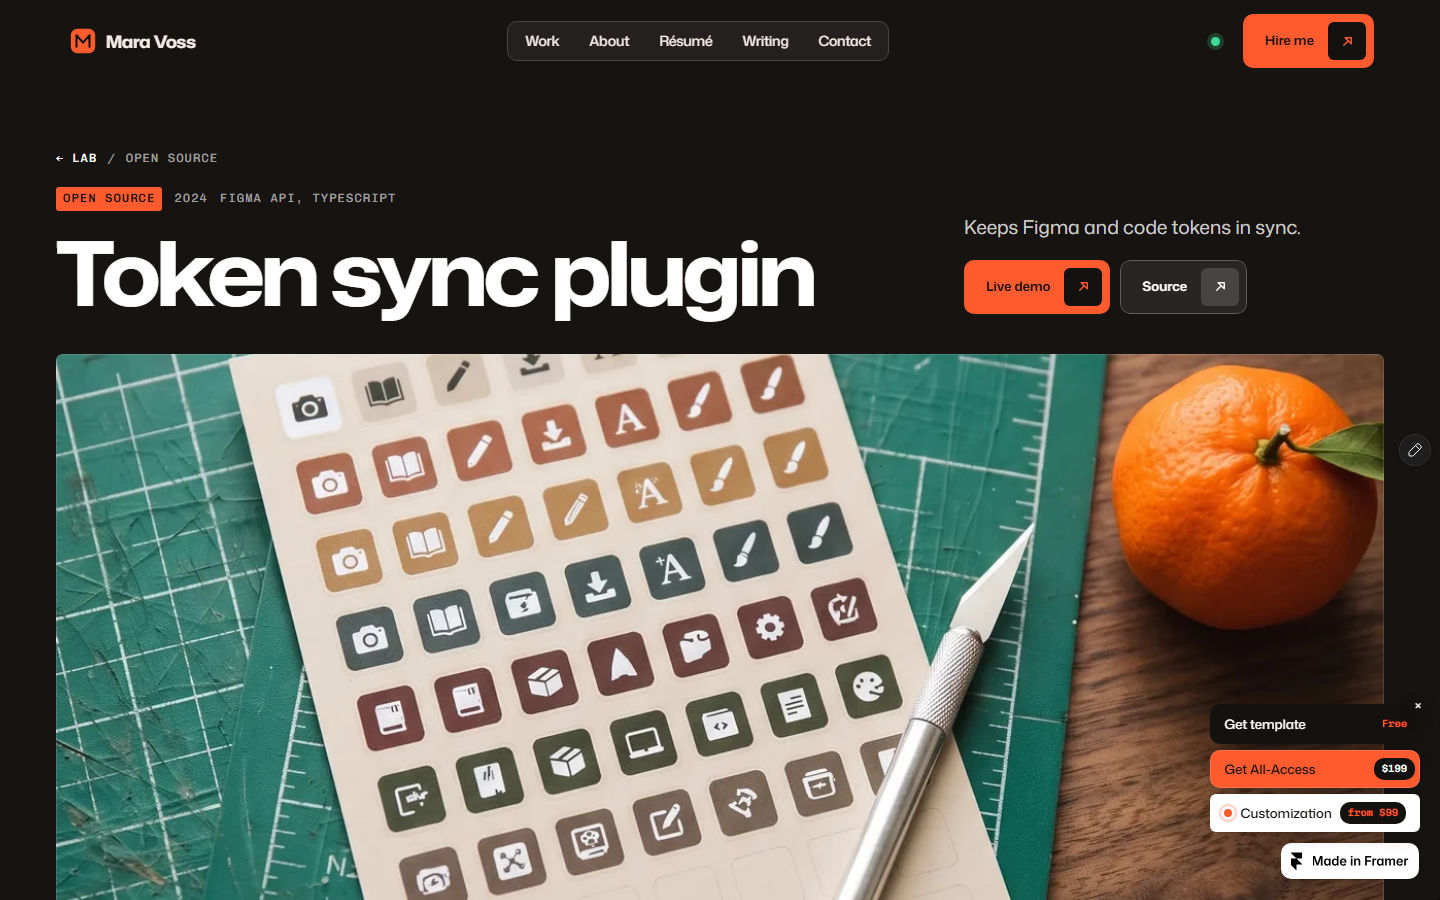 Mara Voss
Work About Résumé Writing Contact
Hire me
← LAB / OPEN SOURCE
OPEN SOURCE 2024 FIGMA API, TYPESCRIPT
Token sync plugin
Keeps Figma and code tokens in sync.
Live demo
Source
Get template Free
Get All-Access $199
Customization from $99
Made in Framer